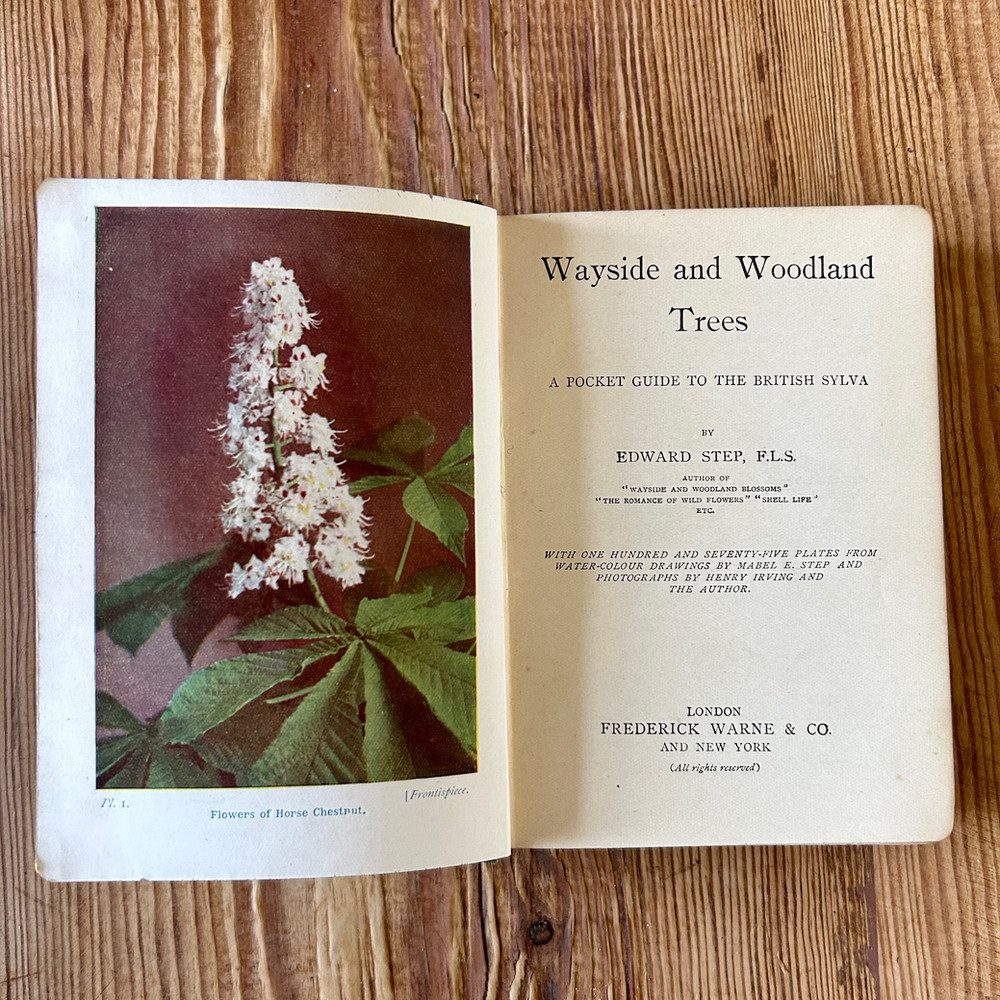 Pl. 1.
[Frontispiece.
Flowers of Horse Chestnut.
Wayside and Woodland
Trees
A POCKET GUIDE TO THE BRITISH SYLVA
BY
EDWARD STEP, F.L.S.
AUTHOR OF
"WAYSIDE AND WOODLAND BLOSSOMS"
"THE ROMANCE OF WILD FLOWERS" "SHELL LIFE"
ETC.
WITH ONE HUNDRED AND SEVENTY-FIVE PLATES FROM
WATER-COLOUR DRAWINGS BY MABEL E. STEP AND
PHOTOGRAPHS BY HENRY IRVING AND
THE AUTHOR.
LONDON
FREDERICK WARNE & CO.
AND NEW YORK
(All rights reserved)